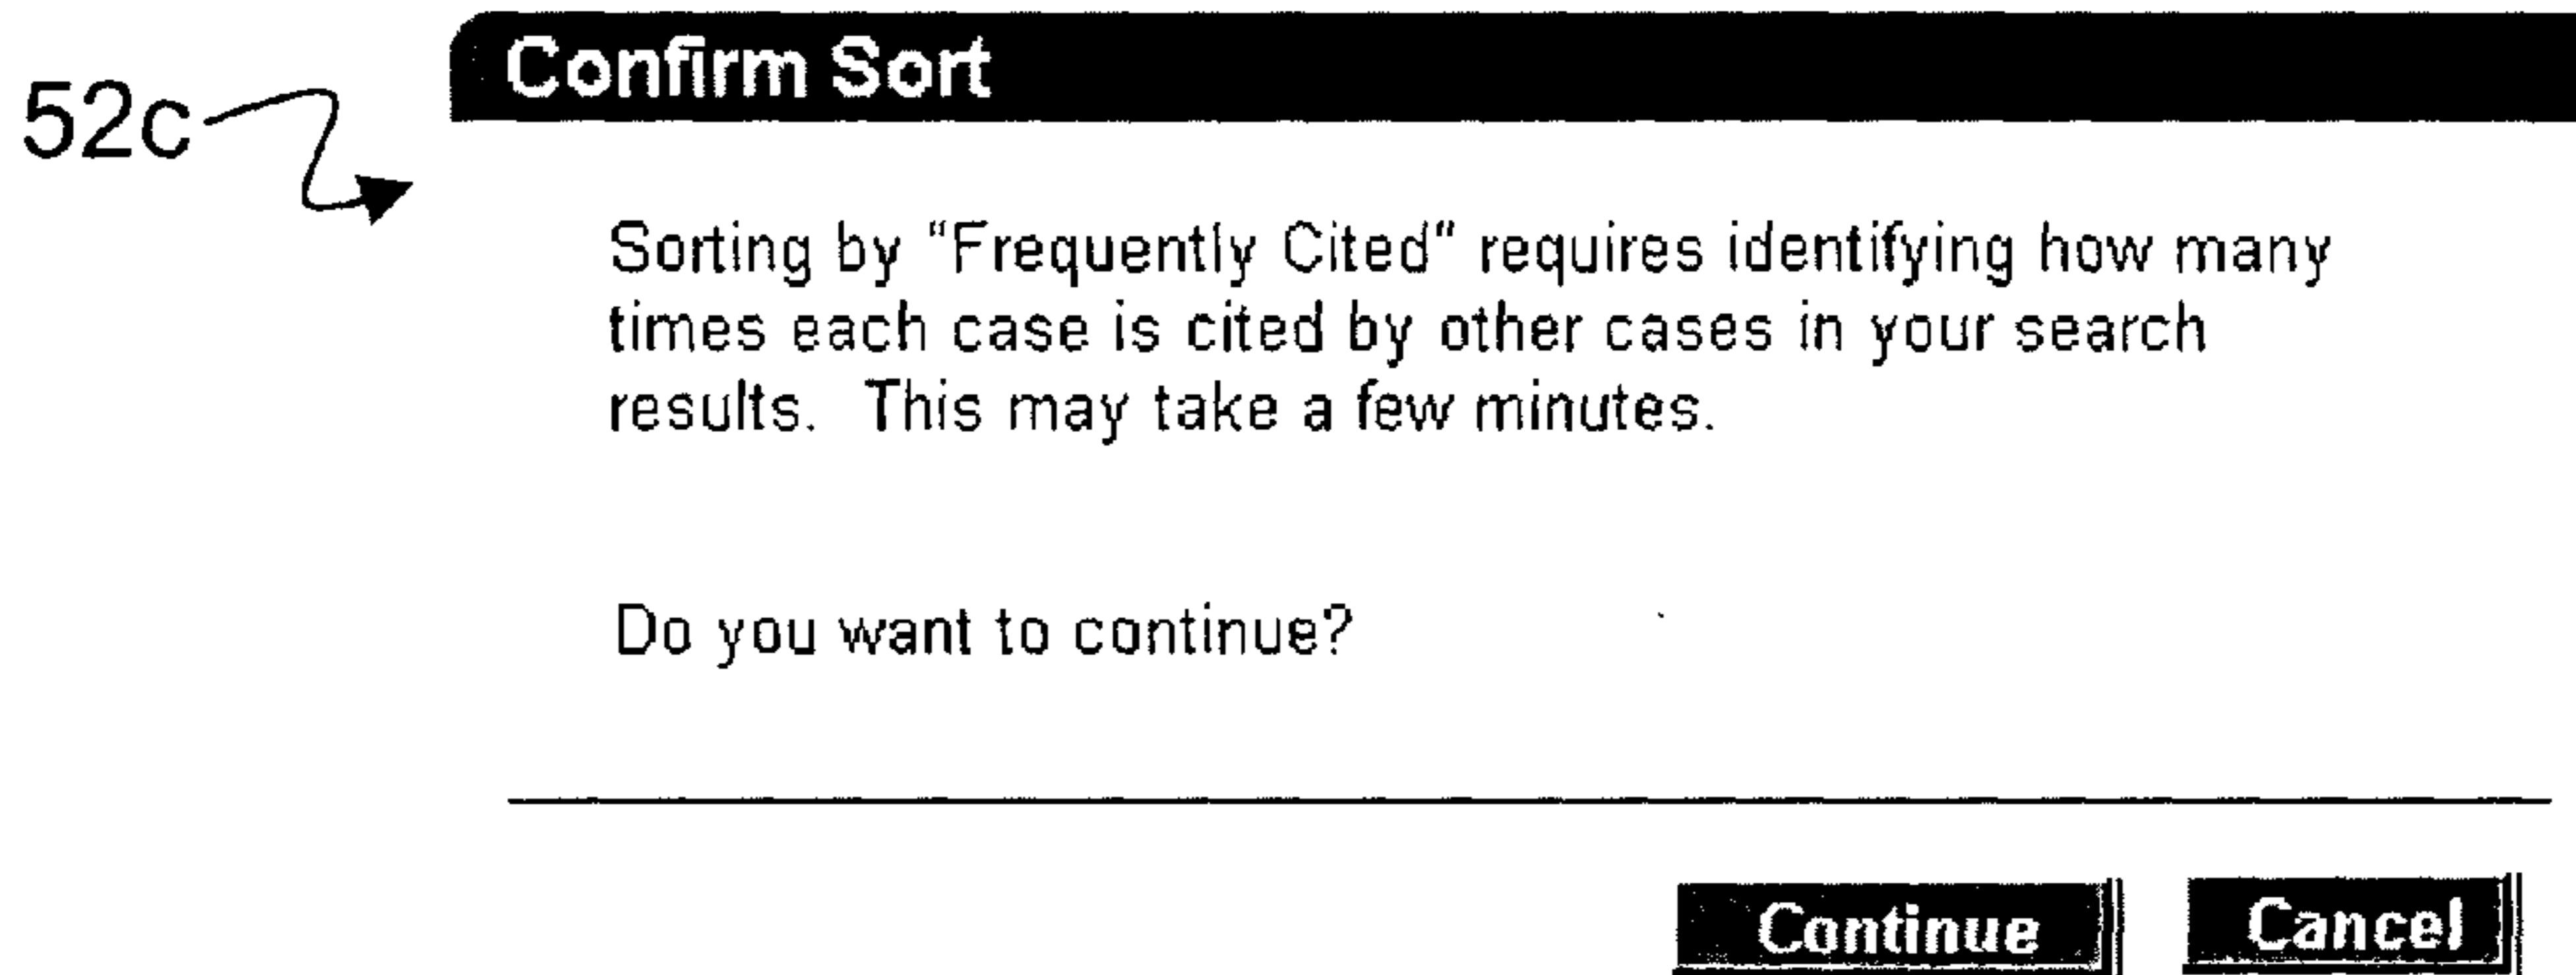 Confirm Sort
52c
Sorting by "Frequently Cited" requires identifying how many
times each case is cited by other cases in your search
results.  This may take a few minutes.
Do you want to continue?
Continue Cancel